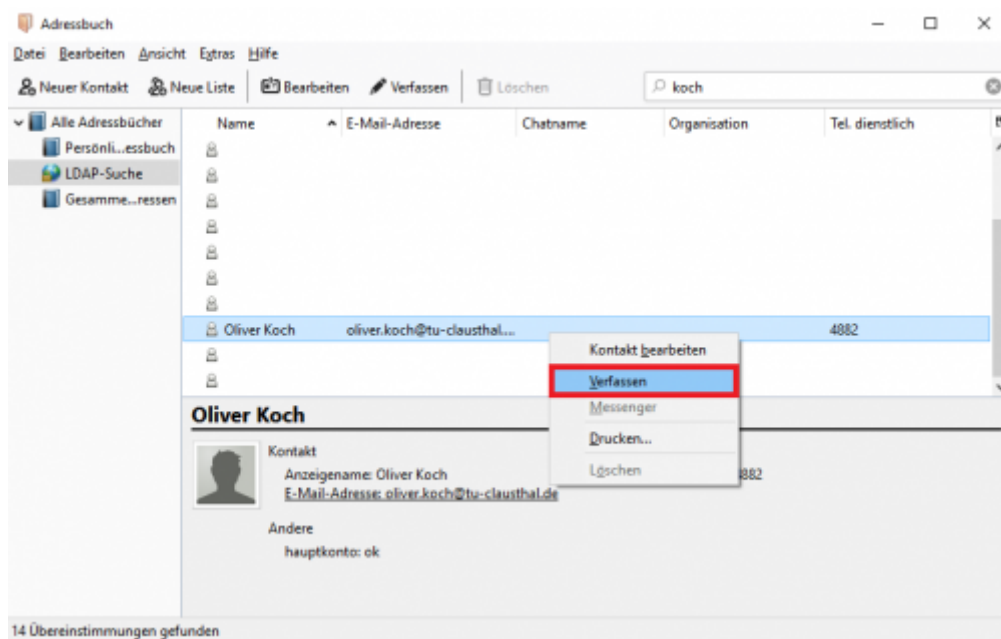 Adressbuch
Datei Bearbeiten Ansicht Extras Hilfe
Neuer Kontakt Neue Liste Bearbeiten Verfassen Löschen koch
Alle Adressbücher
Persönli...essbuch
LDAP-Suche
Gesamme...ressen
Name E-Mail-Adresse Chatname Organisation Tel. dienstlich
Oliver Koch oliver.koch@tu-clausthal.... 4882
Kontakt bearbeiten
Verfassen
Messenger
Drucken...
Löschen
Oliver Koch
Kontakt
Anzeigename: Oliver Koch 4882
E-Mail-Adresse: oliver.koch@tu-clausthal.de
Andere
hauptkonto: ok
14 Übereinstimmungen gefunden